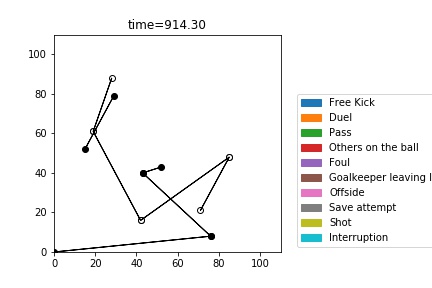 time=914.30
100
80
60
40
20
0
0 20 40 60 80 100
Free Kick
Duel
Pass
Others on the ball
Foul
Goalkeeper leaving l
Offside
Save attempt
Shot
Interruption